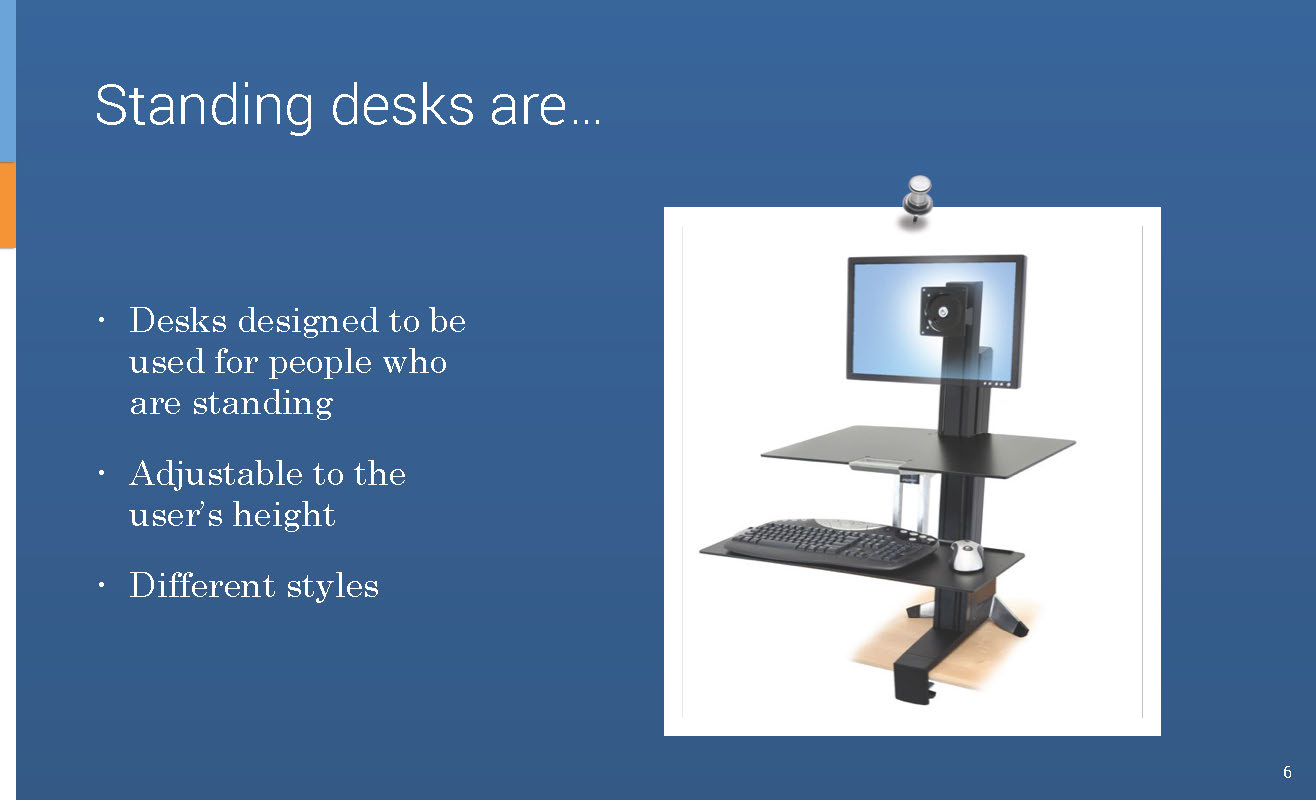 Standing desks are…
• Desks designed to be
used for people who
are standing
• Adjustable to the
user’s height
• Different styles
6